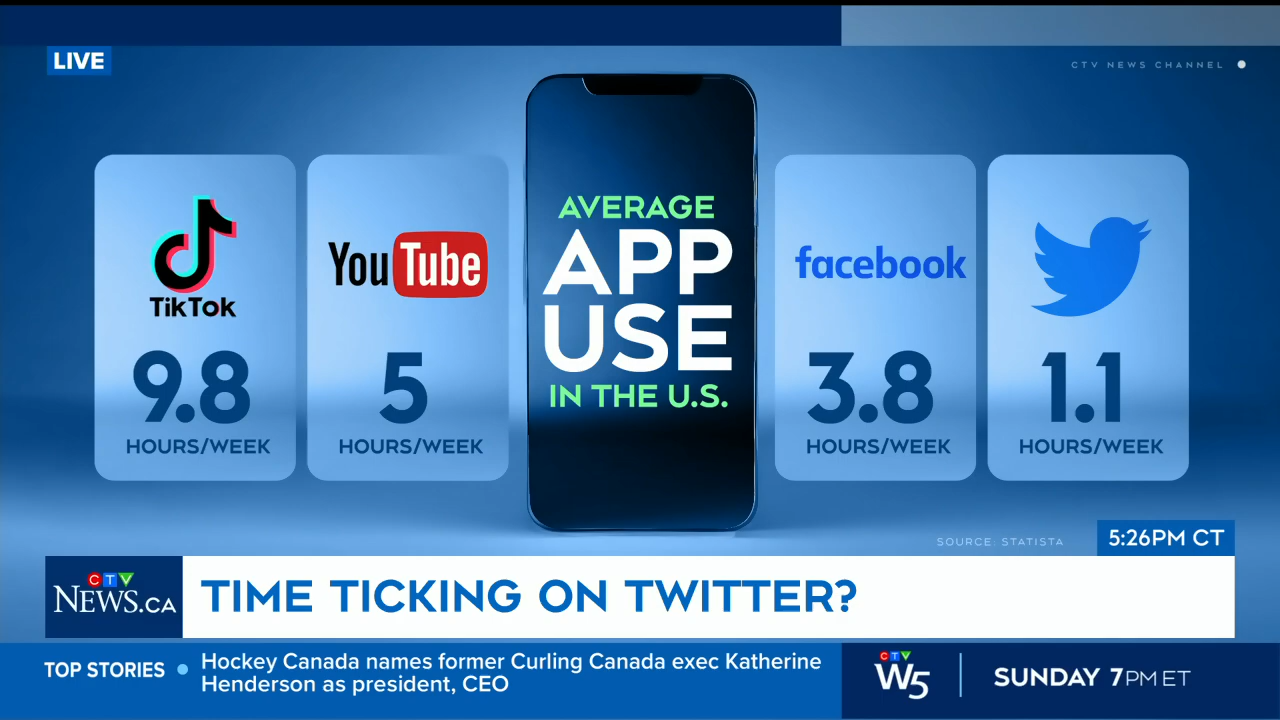 LIVE
CTV NEWS CHANNEL
TikTok
9.8
HOURS/WEEK
YouTube
5
HOURS/WEEK
AVERAGE
APP
USE
IN THE U.S.
facebook
3.8
HOURS/WEEK
1.1
HOURS/WEEK
SOURCE: STATISTA
5:26PM CT
CTV
NEWS.CA
TIME TICKING ON TWITTER?
TOP STORIES
Hockey Canada names former Curling Canada exec Katherine
Henderson as president, CEO
CTV
W5
SUNDAY 7PM ET